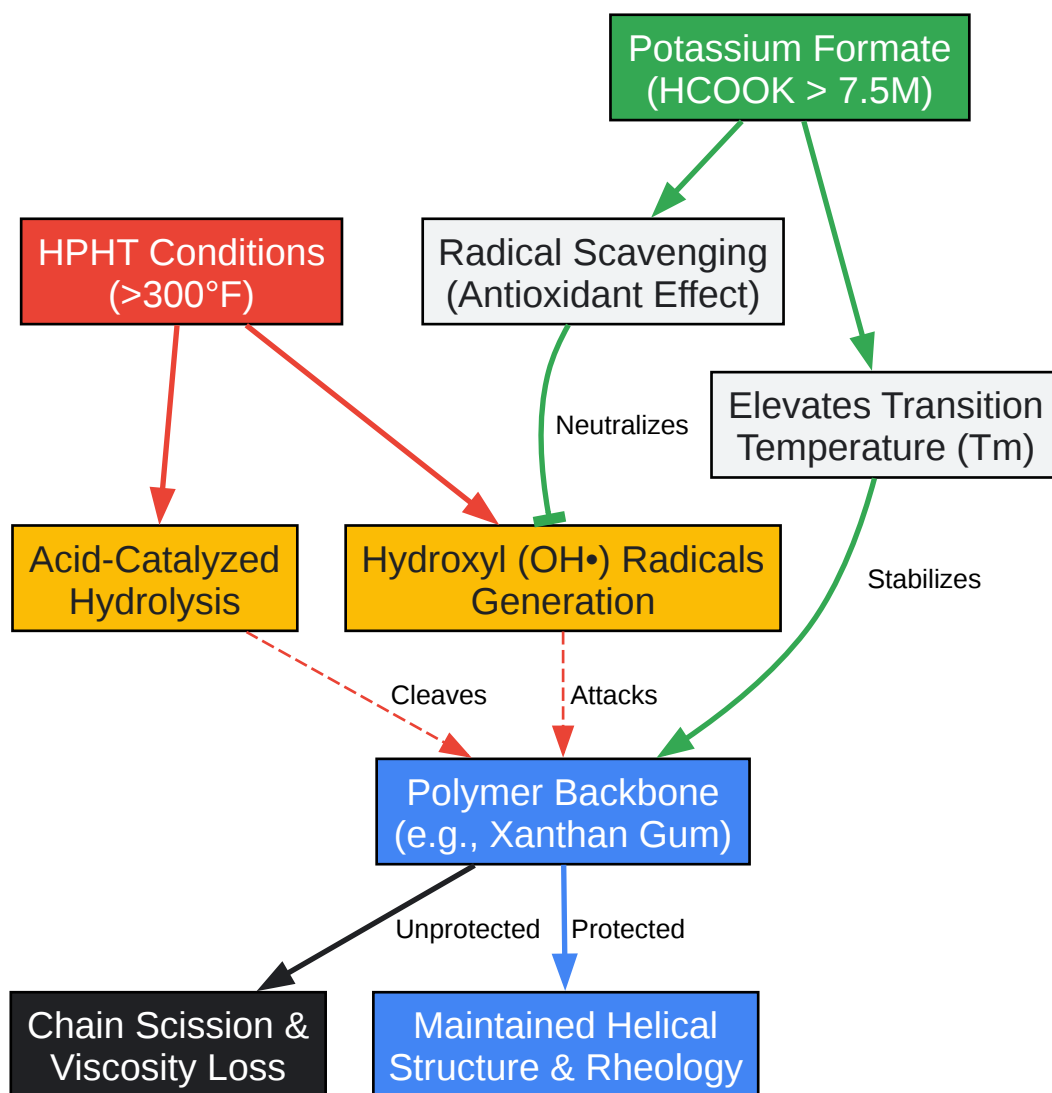 Potassium Formate
(HCOOK > 7.5M)
HPHT Conditions
(>300°F)
Radical Scavenging
(Antioxidant Effect)
Elevates Transition
Temperature (Tm)
Neutralizes
Acid-Catalyzed
Hydrolysis
Hydroxyl (OH•) Radicals
Generation
Stabilizes
Cleaves
Attacks
Polymer Backbone
(e.g., Xanthan Gum)
Unprotected
Protected
Chain Scission &
Viscosity Loss
Maintained Helical
Structure & Rheology